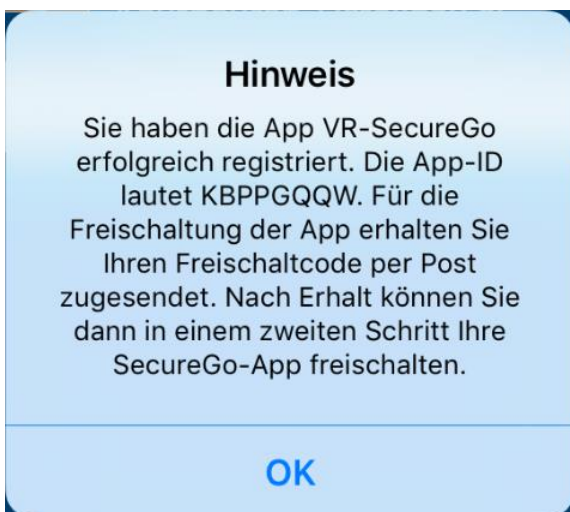 Hinweis
Sie haben die App VR-SecureGo
erfolgreich registriert. Die App-ID
lautet KBPPGQQW. Für die
Freischaltung der App erhalten Sie
Ihren Freischaltcode per Post
zugesendet. Nach Erhalt können Sie
dann in einem zweiten Schritt Ihre
SecureGo-App freischalten.
OK